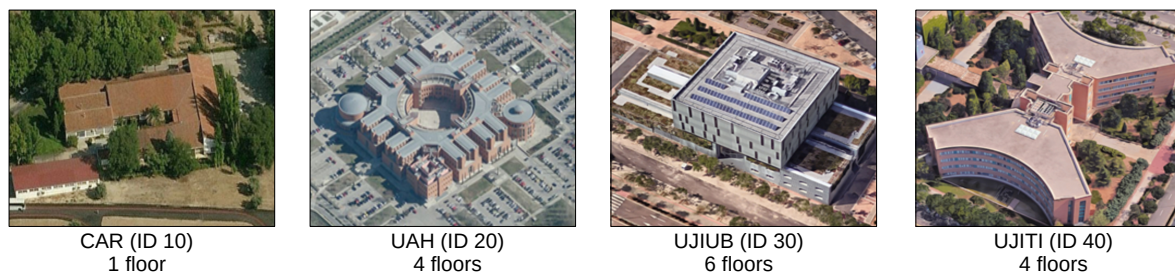 CAR (ID 10)
1 floor
UAH (ID 20)
4 floors
UJIUB (ID 30)
6 floors
UJITI (ID 40)
4 floors